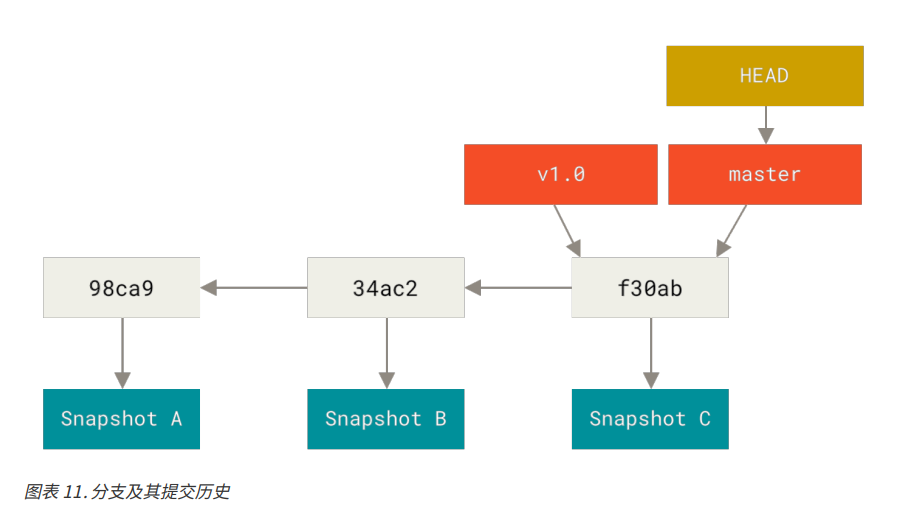 HEAD
v1.0
master
98ca9
34ac2
f30ab
Snapshot A
Snapshot B
Snapshot C
图表 11. 分支及其提交历史